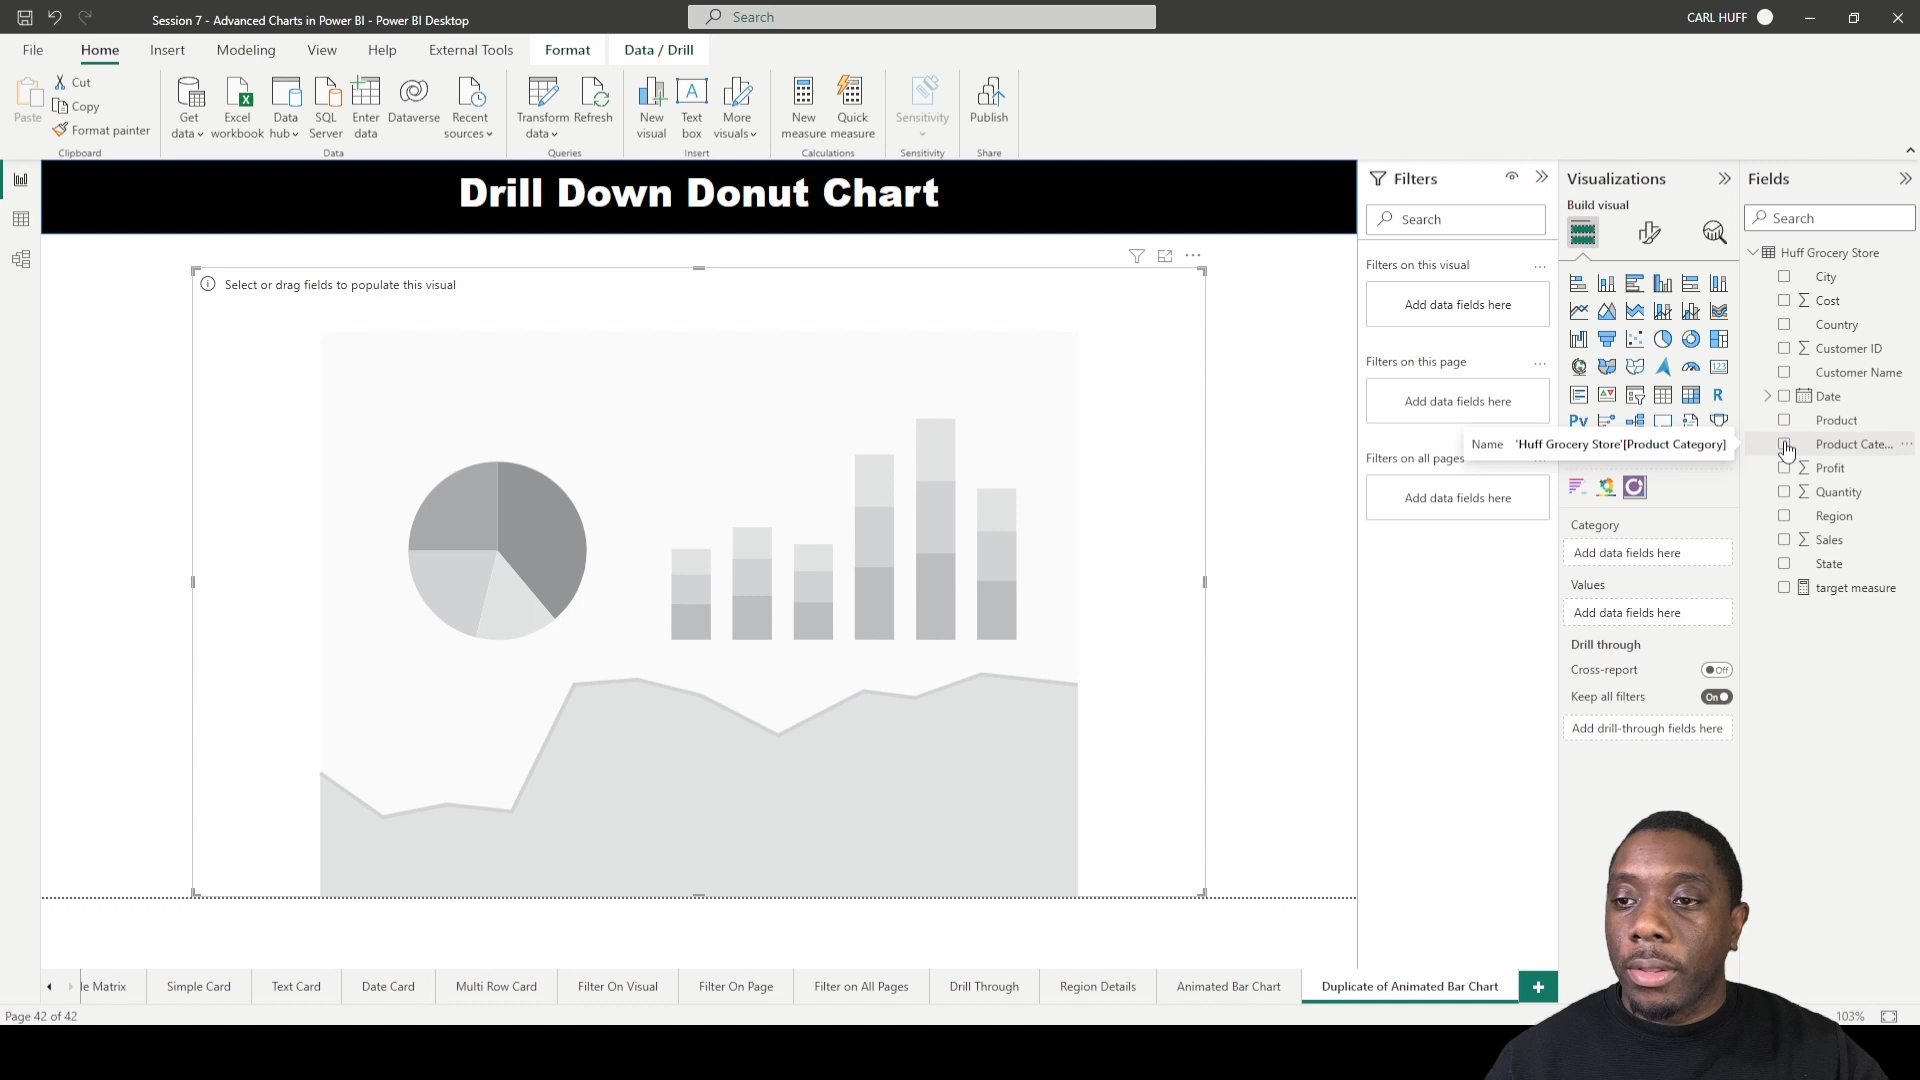 Session 7 - Advanced Charts in Power BI - Power BI Desktop
Search
CARL HUFF
File
Home
Insert
Modeling
View
Help
External Tools
Format
Data / Drill
Paste
Cut
Copy
Format painter
Clipboard
Get
data
Excel
workbook
Data
hub
SQL
Server
Enter
data
Dataverse
Recent
sources
Data
Transform
data
Refresh
Queries
New
visual
Text
box
More
visuals
Insert
New
measure
Quick
measure
Calculations
Sensitivity
Sensitivity
Publish
Share
Drill Down Donut Chart
Select or drag fields to populate this visual
Filters
Search
Filters on this visual
Add data fields here
Filters on this page
Add data fields here
Filters on all pages
Add data fields here
Visualizations
Build visual
123
R
Py
Name 'Huff Grocery Store'[Product Category]
Category
Add data fields here
Values
Add data fields here
Drill through
Cross-report
Off
Keep all filters
On
Add drill-through fields here
Fields
Search
Huff Grocery Store
City
Cost
Country
Customer ID
Customer Name
Date
Product
Product Cate...
Profit
Quantity
Region
Sales
State
target measure
le Matrix
Simple Card
Text Card
Date Card
Multi Row Card
Filter On Visual
Filter On Page
Filter on All Pages
Drill Through
Region Details
Animated Bar Chart
Duplicate of Animated Bar Chart
Page 42 of 42
103%